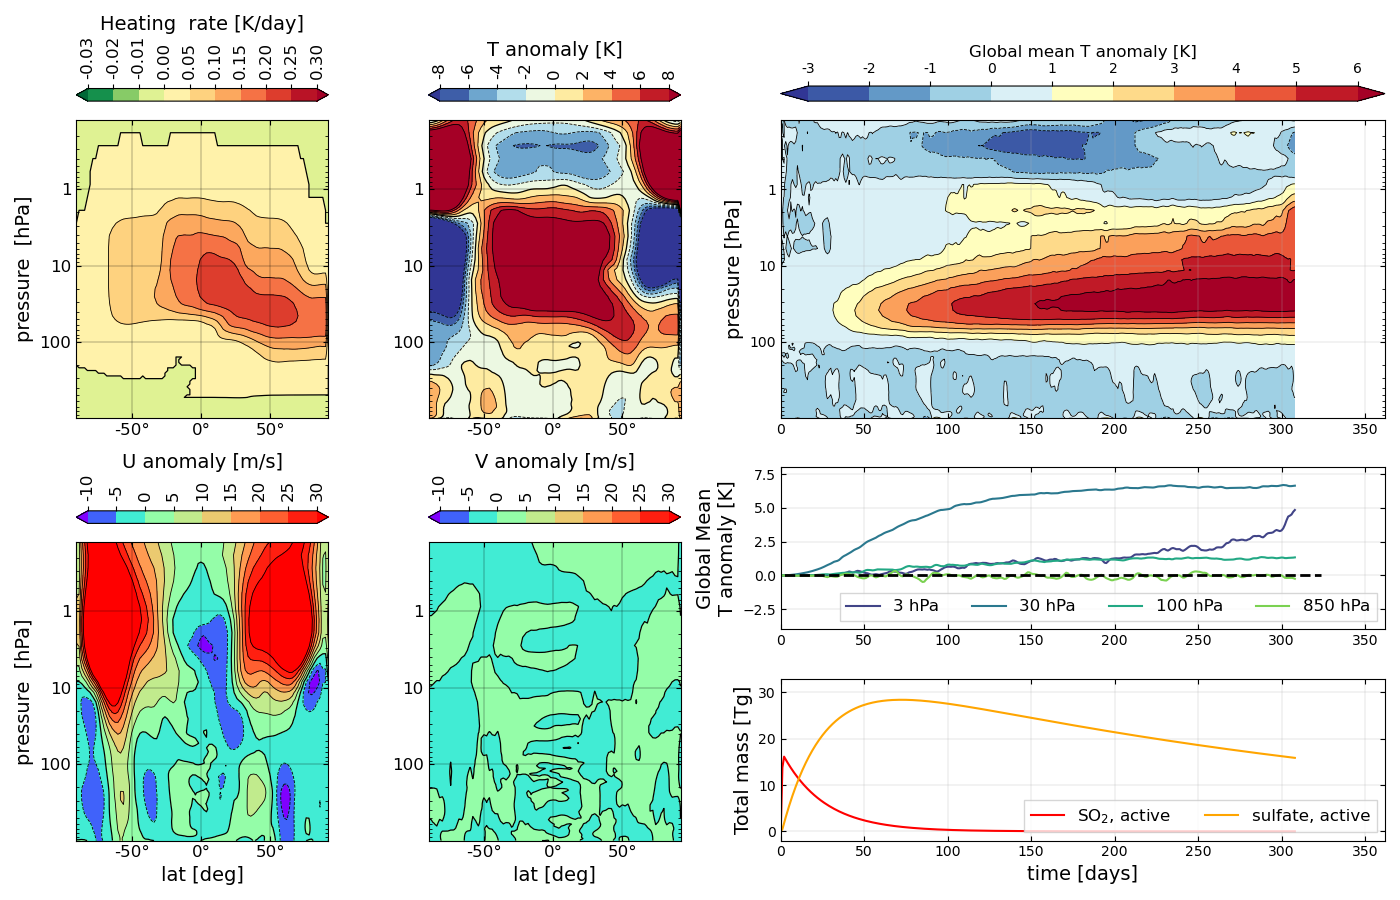 Heating  rate [K/day]
-0.03 -0.02 -0.01 0.00 0.05 0.10 0.15 0.20 0.25 0.30
pressure [hPa]
1
10
100
-50° 0° 50°
T anomaly [K]
-8 -6 -4 -2 0 2 4 6 8
-50° 0° 50°
Global mean T anomaly [K]
-3 -2 -1 0 1 2 3 4 5 6
pressure [hPa]
1
10
100
0 50 100 150 200 250 300 350
U anomaly [m/s]
-10 -5 0 5 10 15 20 25 30
pressure [hPa]
1
10
100
-50° 0° 50°
lat [deg]
V anomaly [m/s]
-10 -5 0 5 10 15 20 25 30
1
10
100
-50° 0° 50°
lat [deg]
Global Mean
T anomaly [K]
7.5
5.0
2.5
0.0
−2.5
3 hPa 30 hPa 100 hPa 850 hPa
0 50 100 150 200 250 300 350
Total mass [Tg]
30
20
10
0
SO₂, active sulfate, active
0 50 100 150 200 250 300 350
time [days]